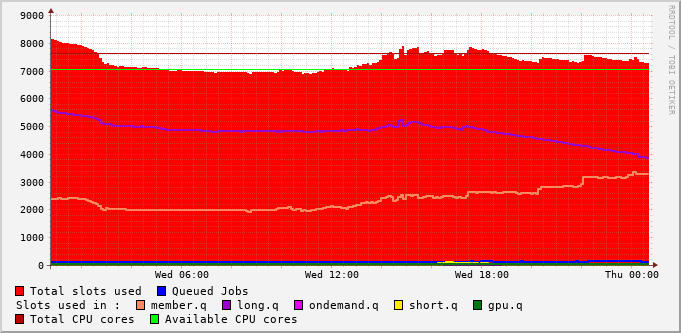 9000
8000
7000
6000
5000
4000
3000
2000
1000
0
Wed 06:00 Wed 12:00 Wed 18:00 Thu 00:00
Total slots used Queued Jobs
Slots used in : member.q long.q ondemand.q short.q gpu.q
Total CPU cores Available CPU cores
RRDTOOL / TOBI OETIKER